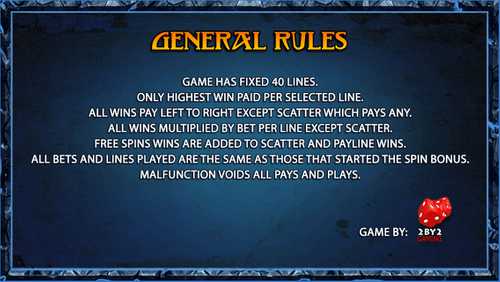 GENERAL RULES
GAME HAS FIXED 40 LINES.
ONLY HIGHEST WIN PAID PER SELECTED LINE.
ALL WINS PAY LEFT TO RIGHT EXCEPT SCATTER WHICH PAYS ANY.
ALL WINS MULTIPLIED BY BET PER LINE EXCEPT SCATTER.
FREE SPINS WINS ARE ADDED TO SCATTER AND PAYLINE WINS.
ALL BETS AND LINES PLAYED ARE THE SAME AS THOSE THAT STARTED THE SPIN BONUS.
MALFUNCTION VOIDS ALL PAYS AND PLAYS.
GAME BY: 2BY2
GAMING